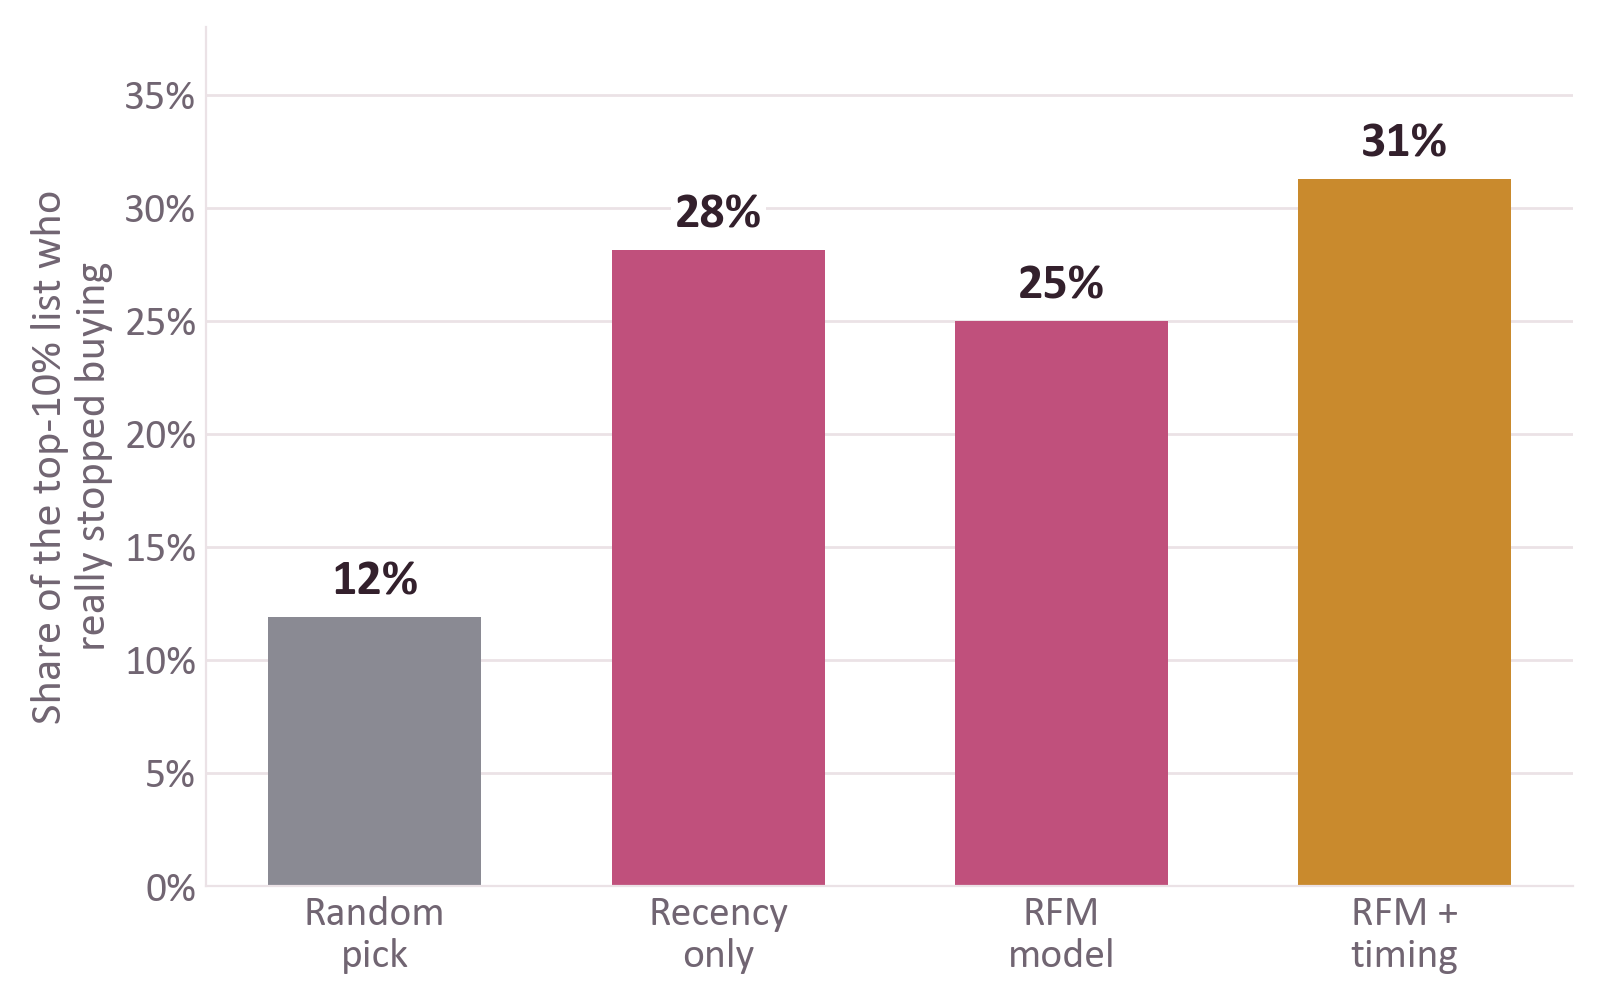 Share of the top-10% list who
really stopped buying
35%
30%
25%
20%
15%
10%
5%
0%
12%
28%
25%
31%
Random
pick
Recency
only
RFM
model
RFM +
timing